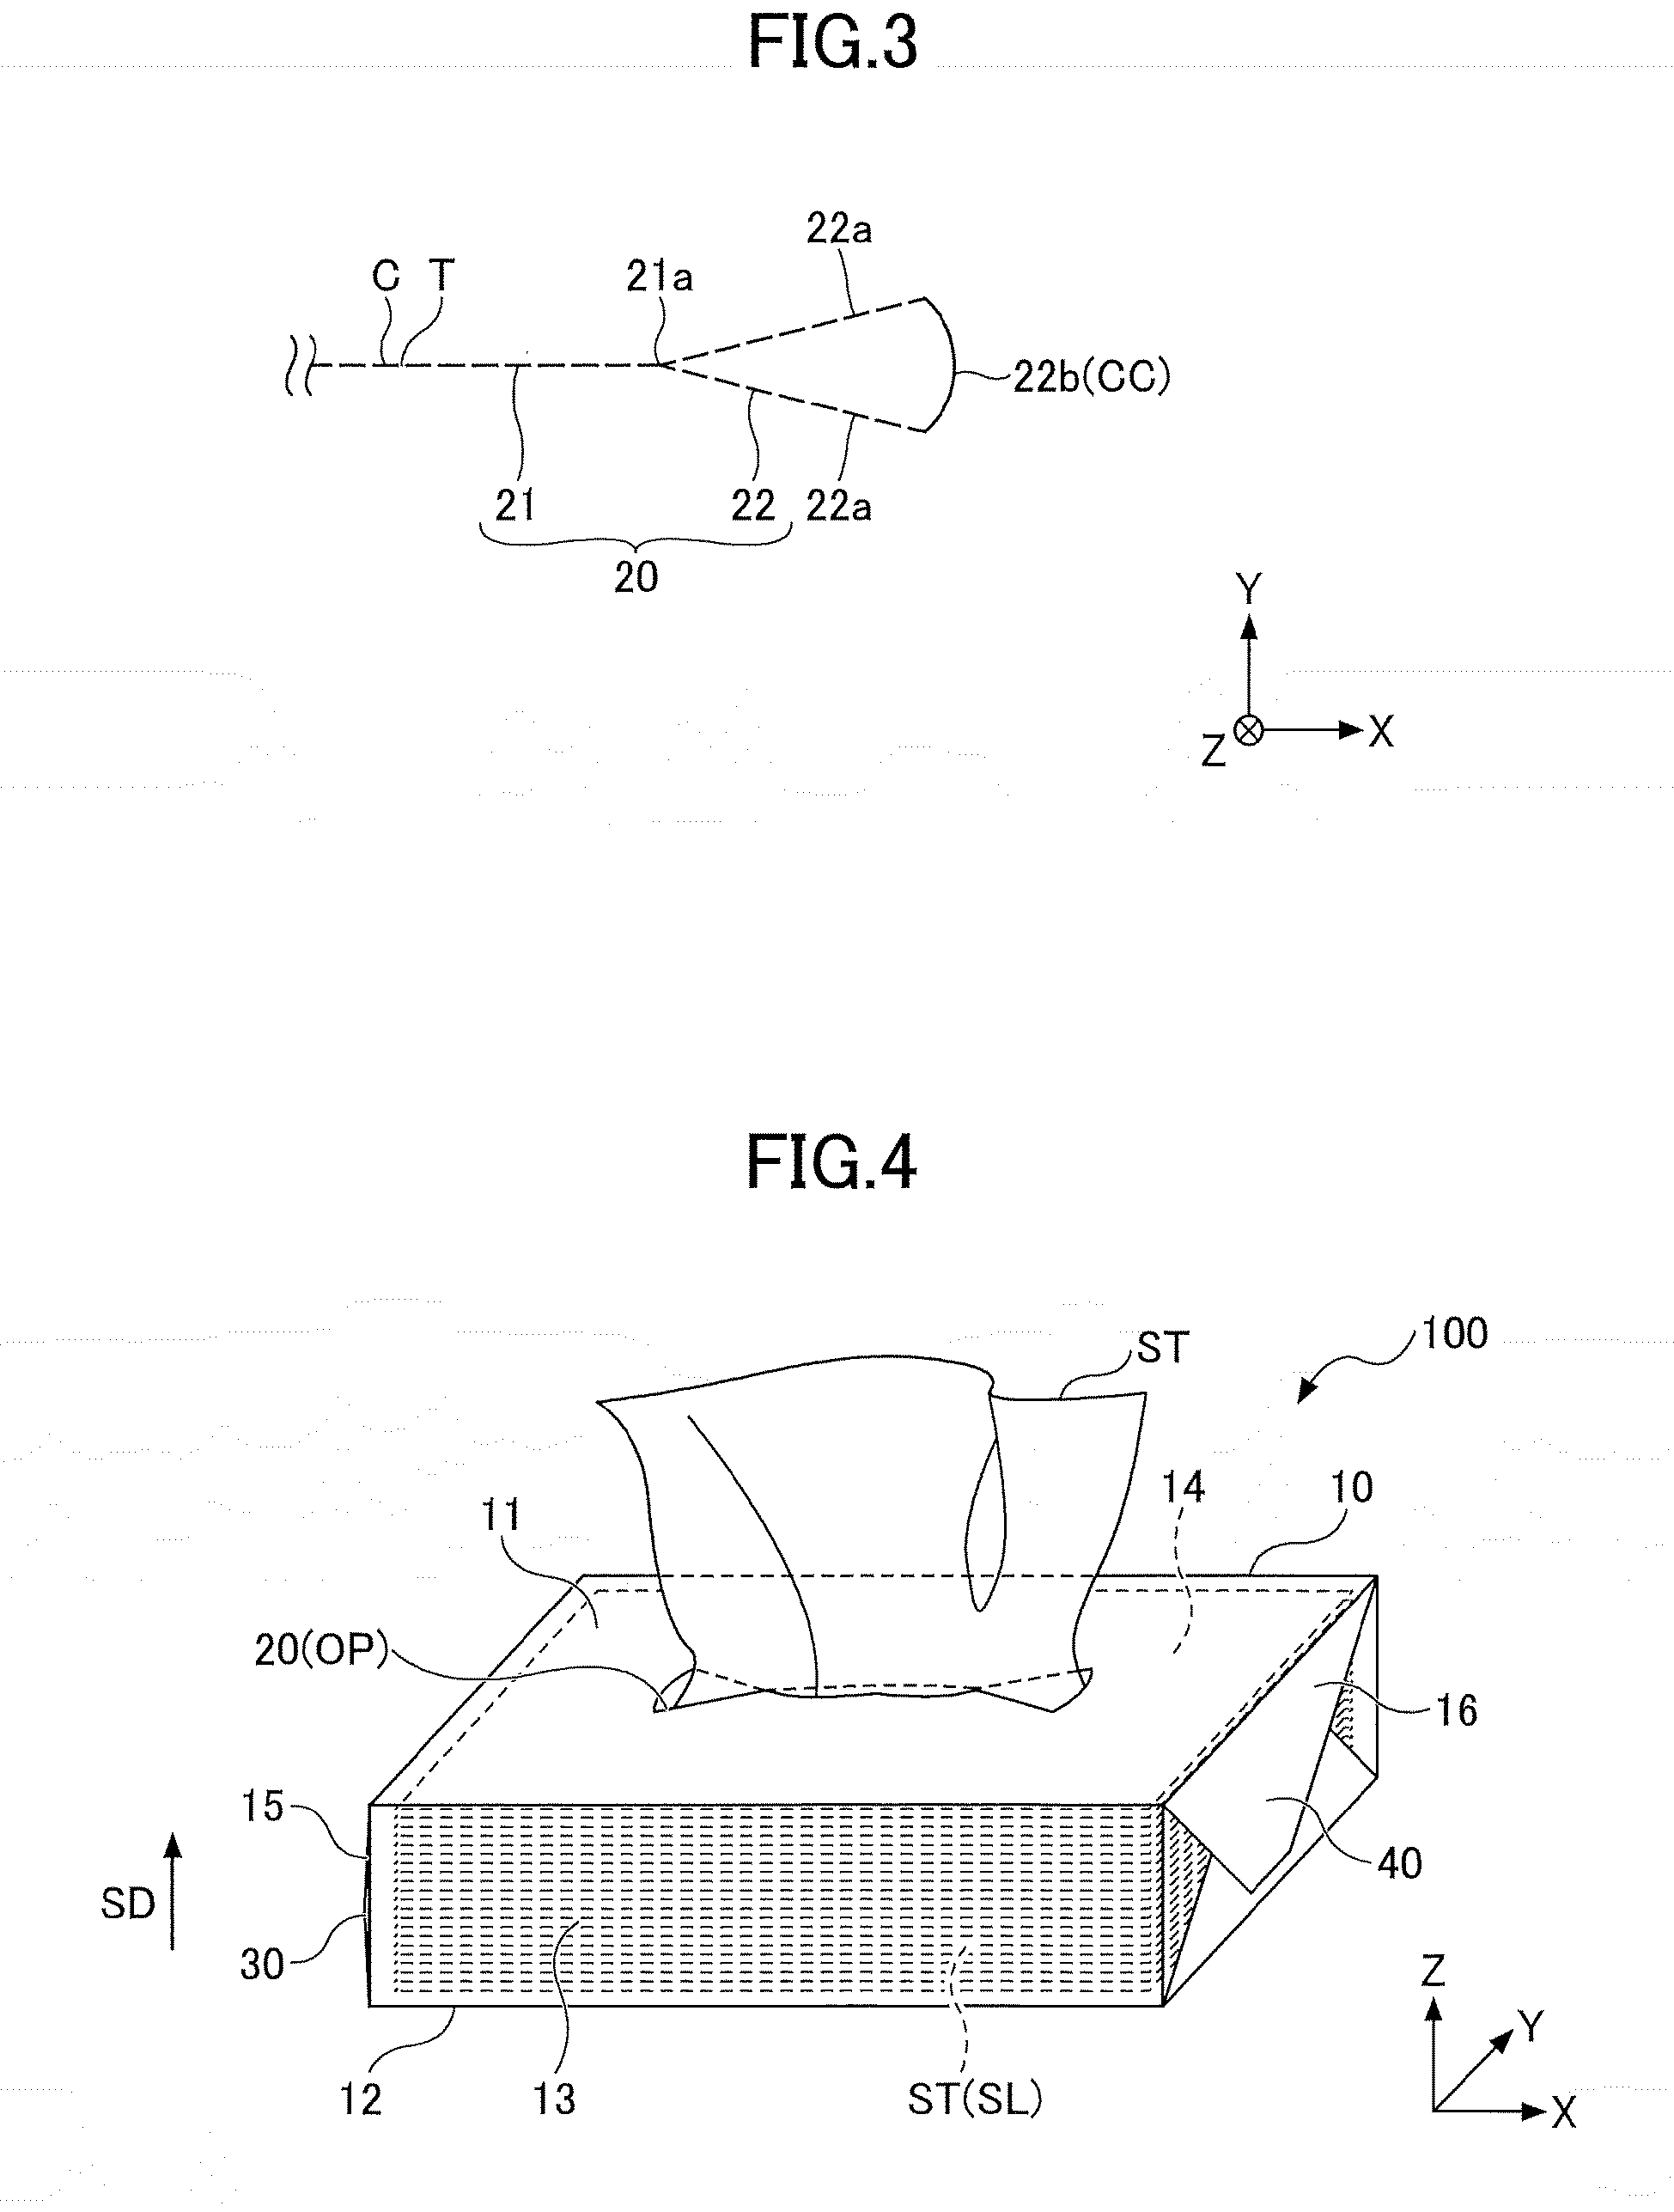 FIG.3
22a
C T 21a
22b(CC)
21 22 22a
20
Y
Z X
FIG.4
100
ST
14 10
11
20(OP)
16
15
40
SD
30
13
12
ST(SL)
Z
Y
X